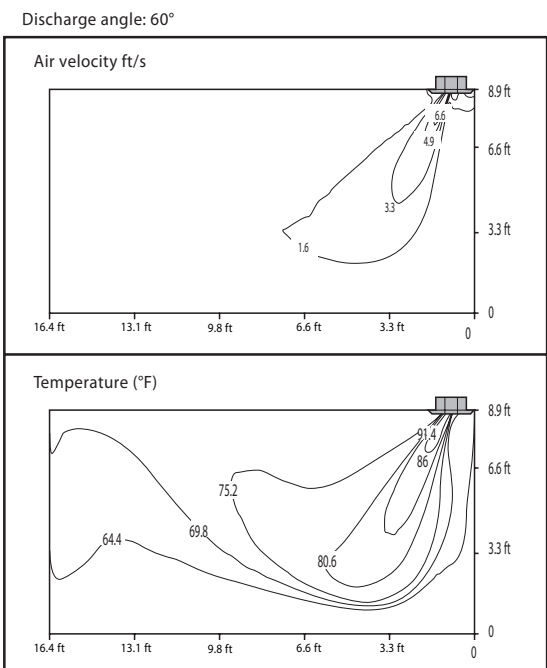 Discharge angle: 60°
Air velocity ft/s
8.9 ft
6.6
4.9
6.6 ft
3.3
3.3 ft
1.6
0
16.4 ft 13.1 ft 9.8 ft 6.6 ft 3.3 ft 0
Temperature (°F)
8.9 ft
91.4
86
6.6 ft
75.2
69.8
64.4
3.3 ft
80.6
0
16.4 ft 13.1 ft 9.8 ft 6.6 ft 3.3 ft 0